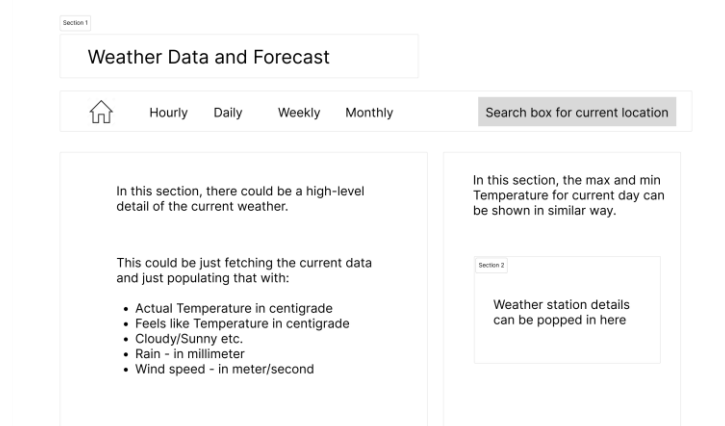 Section 1
Weather Data and Forecast
Hourly Daily Weekly Monthly Search box for current location
In this section, there could be a high-level
detail of the current weather.
This could be just fetching the current data
and just populating that with:
• Actual Temperature in centigrade
• Feels like Temperature in centigrade
• Cloudy/Sunny etc.
• Rain - in millimeter
• Wind speed - in meter/second
In this section, the max and min
Temperature for current day can
be shown in similar way.
Section 2
Weather station details
can be popped in here